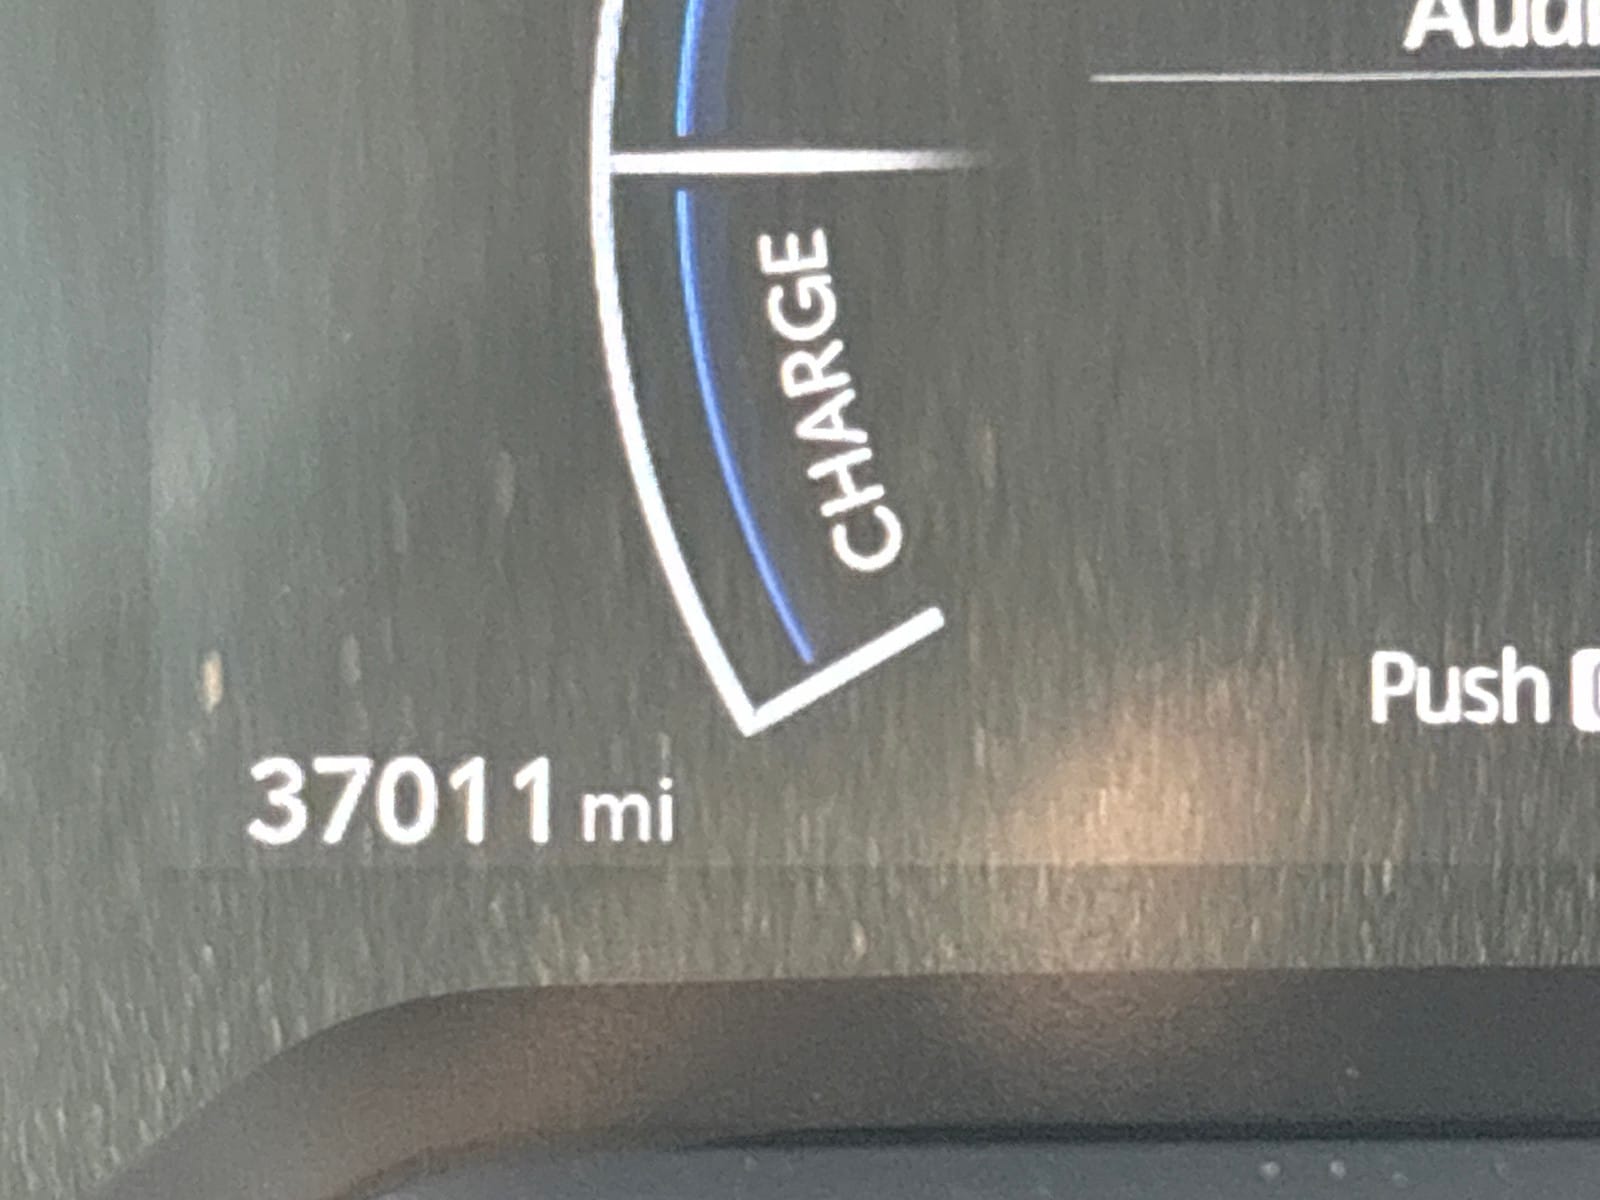 CHARGE
Push
37011 mi